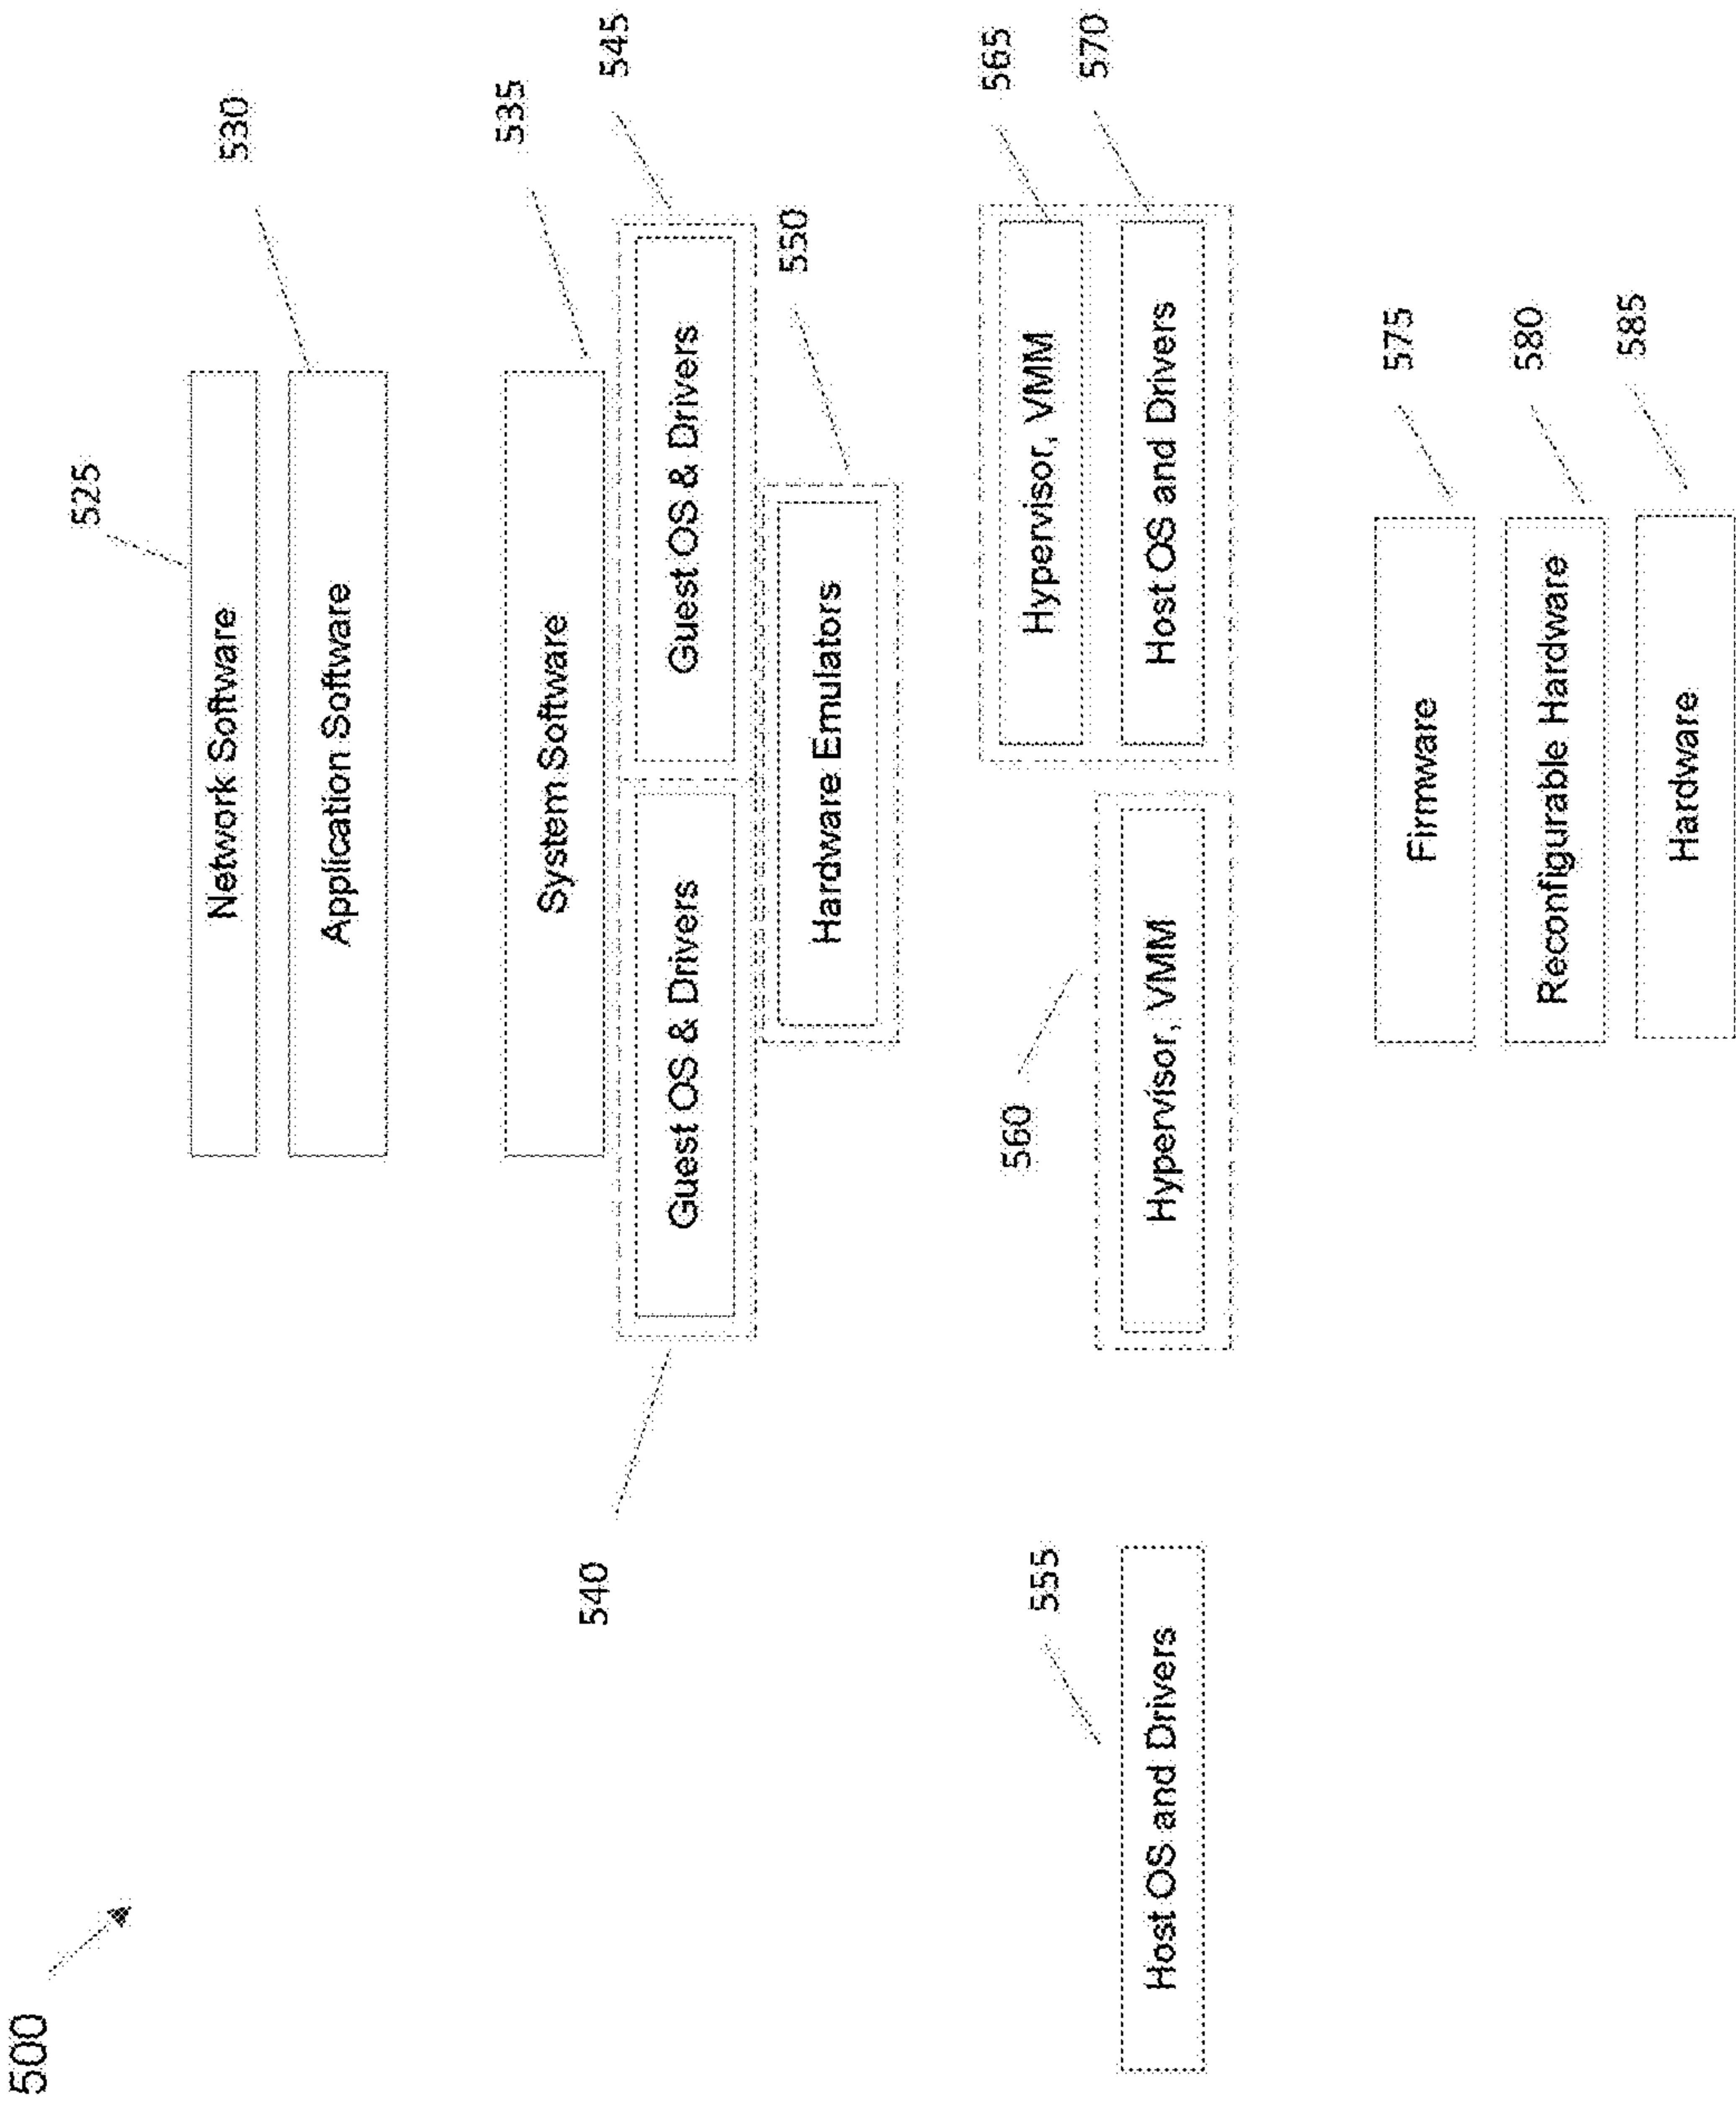 500
525
Network Software
530
Application Software
535
System Software
540
Guest OS & Drivers
545
Guest OS & Drivers
550
Hardware Emulators
555
Host OS and Drivers
560
Hypervisor, VMM
565
Hypervisor, VMM
570
Host OS and Drivers
575
Firmware
580
Reconfigurable Hardware
585
Hardware